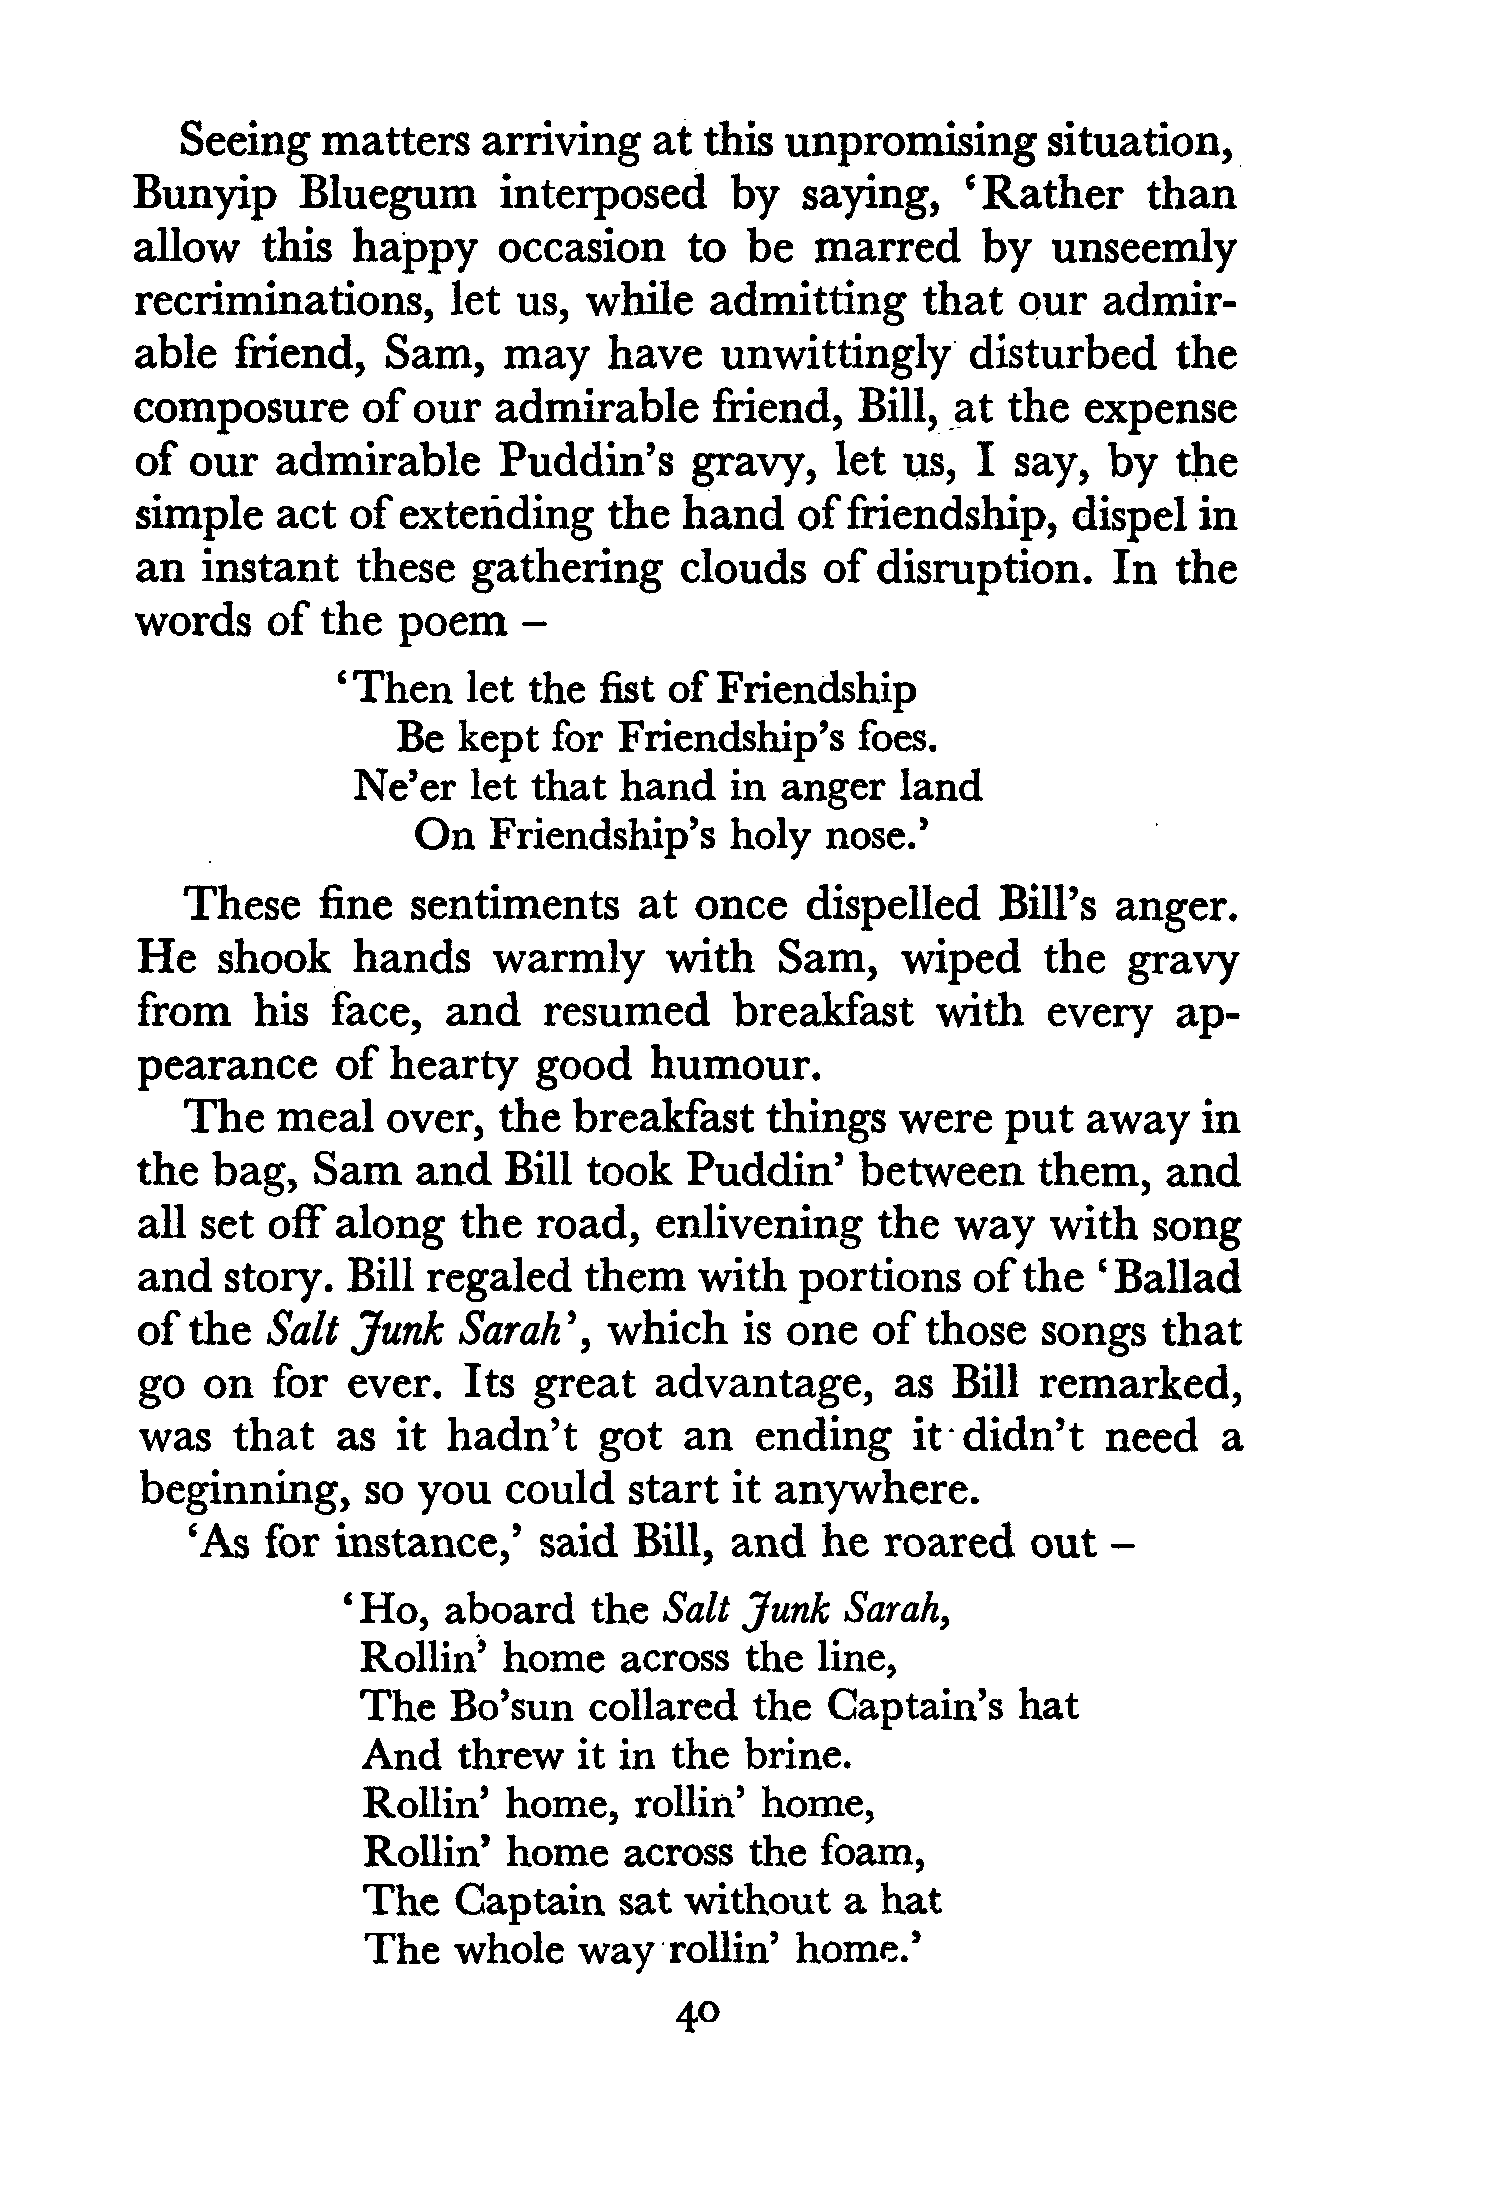 Seeing matters arriving at this unpromising situation,
Bunyip Bluegum interposed by saying, ‘Rather than
allow this happy occasion to be marred by unseemly
recriminations, let us, while admitting that our admir-
able friend, Sam, may have unwittingly disturbed the
composure of our admirable friend, Bill, at the expense
of our admirable Puddin’s gravy, let us, I say, by the
simple act of extending the hand of friendship, dispel in
an instant these gathering clouds of disruption. In the
words of the poem –
‘Then let the fist of Friendship
Be kept for Friendship’s foes.
Ne’er let that hand in anger land
On Friendship’s holy nose.’
These fine sentiments at once dispelled Bill’s anger.
He shook hands warmly with Sam, wiped the gravy
from his face, and resumed breakfast with every ap-
pearance of hearty good humour.
The meal over, the breakfast things were put away in
the bag, Sam and Bill took Puddin’ between them, and
all set off along the road, enlivening the way with song
and story. Bill regaled them with portions of the ‘Ballad
of the Salt Junk Sarah’, which is one of those songs that
go on for ever. Its great advantage, as Bill remarked,
was that as it hadn’t got an ending it didn’t need a
beginning, so you could start it anywhere.
‘As for instance,’ said Bill, and he roared out –
‘Ho, aboard the Salt Junk Sarah,
Rollin’ home across the line,
The Bo’sun collared the Captain’s hat
And threw it in the brine.
Rollin’ home, rollin’ home,
Rollin’ home across the foam,
The Captain sat without a hat
The whole way rollin’ home.’
40